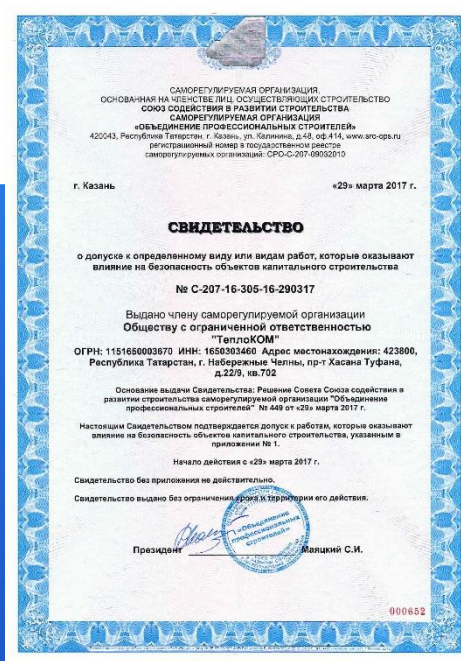 САМОРЕГУЛИРУЕМАЯ ОРГАНИЗАЦИЯ,
ОСНОВАННАЯ НА ЧЛЕНСТВЕ ЛИЦ, ОСУЩЕСТВЛЯЮЩИХ СТРОИТЕЛЬСТВО
СОЮЗ СОДЕЙСТВИЯ В РАЗВИТИИ СТРОИТЕЛЬСТВА
САМОРЕГУЛИРУЕМАЯ ОРГАНИЗАЦИЯ
«ОБЪЕДИНЕНИЕ ПРОФЕССИОНАЛЬНЫХ СТРОИТЕЛЕЙ»
420043, Республика Татарстан, г. Казань, ул. Калинина, д.48, оф.414, www.sro-ops.ru
регистрационный номер в государственном реестре
саморегулируемых организаций: СРО-С-207-09032010
г. Казань «29» марта 2017 г.
СВИДЕТЕЛЬСТВО
о допуске к определенному виду или видам работ, которые оказывают
влияние на безопасность объектов капитального строительства
№ С-207-16-305-16-290317
Выдано члену саморегулируемой организации
Обществу с ограниченной ответственностью
"ТеплоКОМ"
ОГРН: 1151650003670 ИНН: 1650303460 Адрес местонахождения: 423800,
Республика Татарстан, г. Набережные Челны, пр-т Хасана Туфана,
д.22/9, кв.702
Основание выдачи Свидетельства: Решение Совета Союза содействия в
развитии строительства саморегулируемой организации "Объединение
профессиональных строителей" № 449 от «29» марта 2017 г.
Настоящим Свидетельством подтверждается допуск к работам, которые оказывают
влияние на безопасность объектов капитального строительства, указанным в
приложении № 1.
Начало действия с «29» марта 2017 г.
Свидетельство без приложения не действительно.
Свидетельство выдано без ограничения срока и территории его действия.
«Объединение
профессиональных
строителей»
Президент Маяцкий С.И.
000652